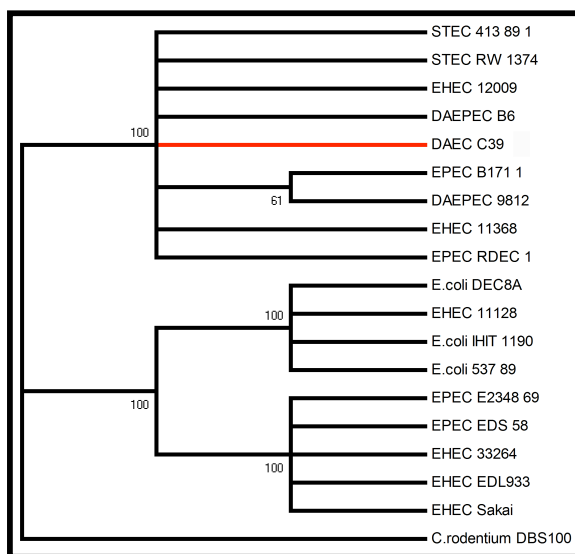 STEC 413 89 1
STEC RW 1374
EHEC 12009
DAEPEC B6
100
DAEC C39
EPEC B171 1
61
DAEPEC 9812
EHEC 11368
EPEC RDEC 1
E.coli DEC8A
100
EHEC 11128
E.coli IHIT 1190
E.coli 537 89
100
EPEC E2348 69
EPEC EDS 58
EHEC 33264
100
EHEC EDL933
EHEC Sakai
C.rodentium DBS100